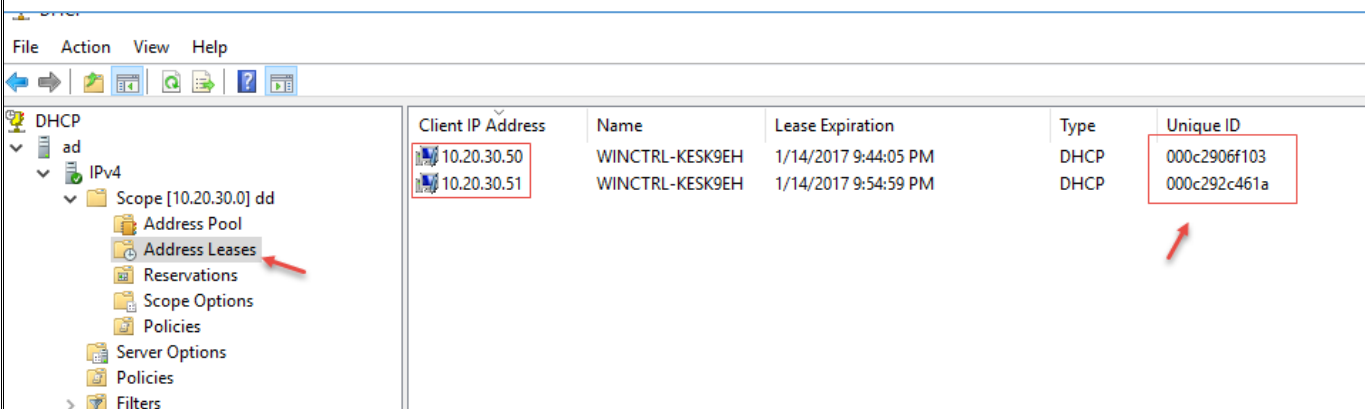 DHCP
File Action View Help
DHCP
ad
IPv4
Scope [10.20.30.0] dd
Address Pool
Address Leases
Reservations
Scope Options
Policies
Server Options
Policies
Filters
Client IP Address Name Lease Expiration Type Unique ID
10.20.30.50 WINCTRL-KESK9EH 1/14/2017 9:44:05 PM DHCP 000c2906f103
10.20.30.51 WINCTRL-KESK9EH 1/14/2017 9:54:59 PM DHCP 000c292c461a